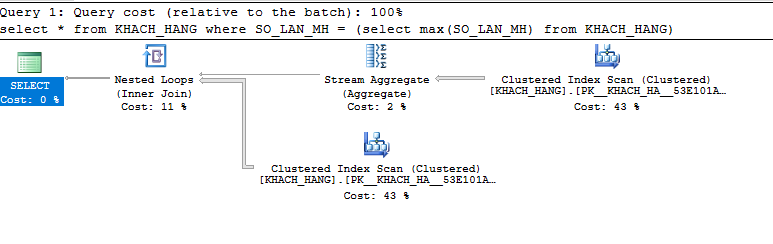 Query 1: Query cost (relative to the batch): 100%
select * from KHACH_HANG where SO_LAN_MH = (select max(SO_LAN_MH) from KHACH_HANG)
SELECT
Cost: 0 %
Nested Loops
(Inner Join)
Cost: 11 %
Stream Aggregate
(Aggregate)
Cost: 2 %
Clustered Index Scan (Clustered)
[KHACH_HANG].[PK__KHACH_HA__53E101A…
Cost: 43 %
Clustered Index Scan (Clustered)
[KHACH_HANG].[PK__KHACH_HA__53E101A…
Cost: 43 %